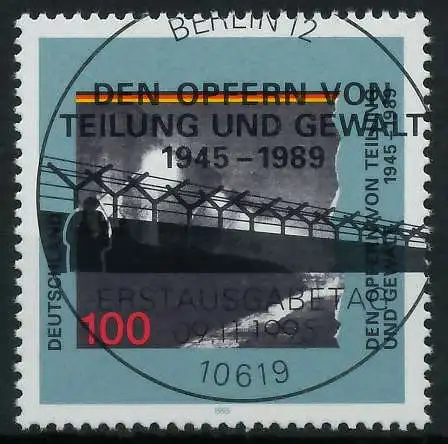 BERLIN 12
DEN OPFERN VON
TEILUNG UND GEWALT
1945 – 1989
DEUTSCHLAND
DEN OPFERN VON TEILUNG
UND GEWALT 1945–1989
ERSTAUSGABETAG
09.11.1995
100
10619
1995